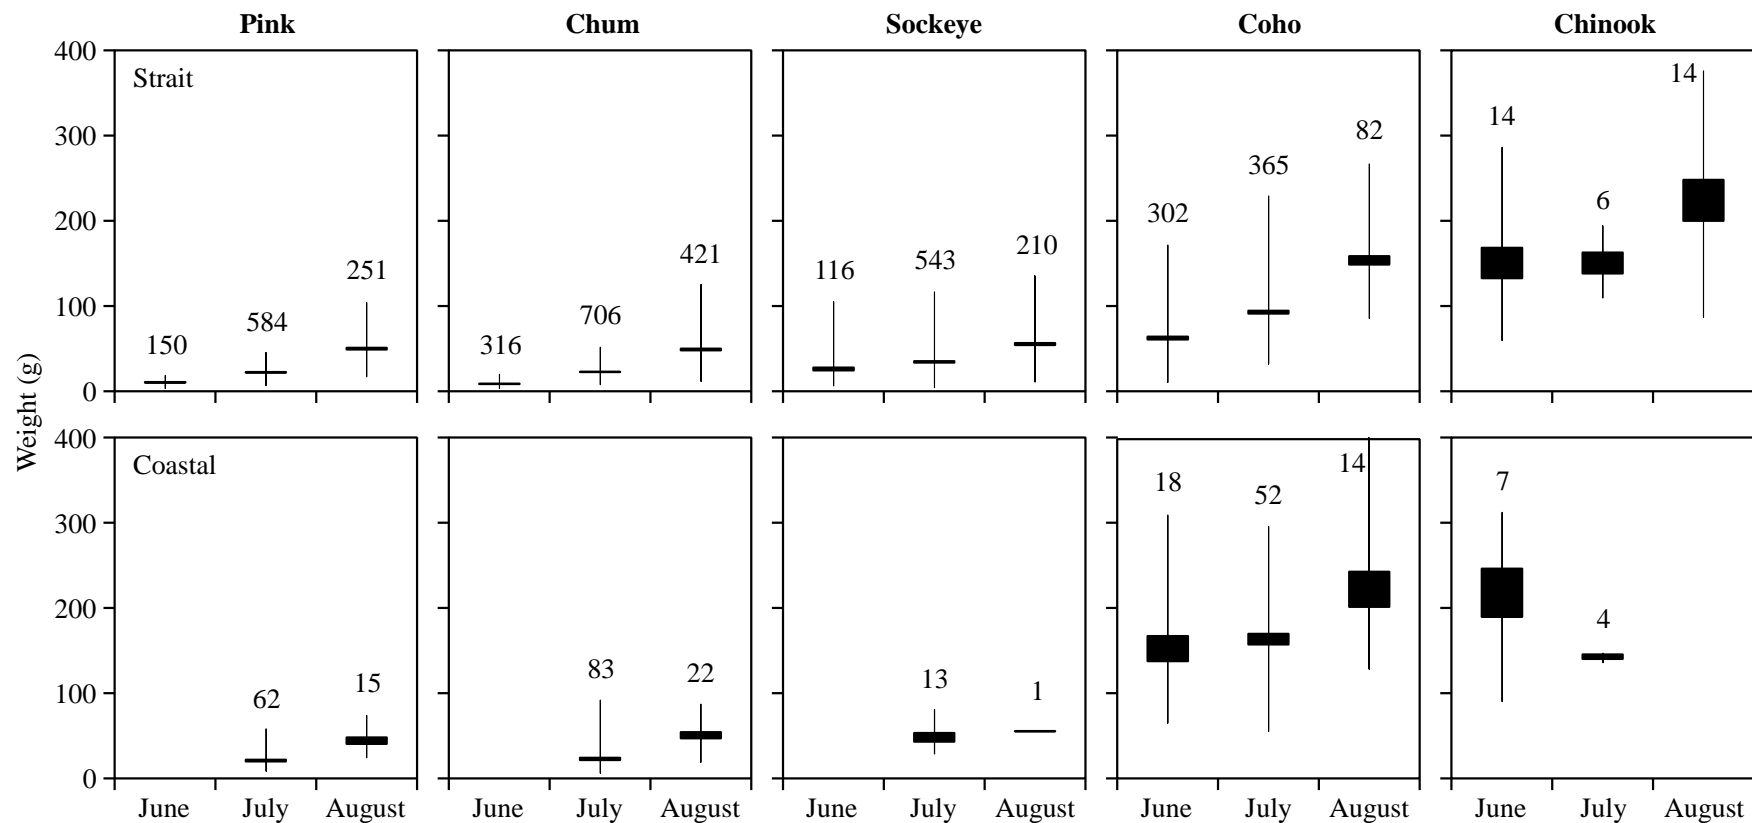 Pink Chum Sockeye Coho Chinook
400
300
200
100
0
Strait
150 584 251
316 706 421
116 543 210
302 365 82
14 6 14
Weight (g)
400
300
200
100
0
Coastal
62 15
83 22
13 1
18 52 14
7 4
June July August June July August June July August June July August June July August